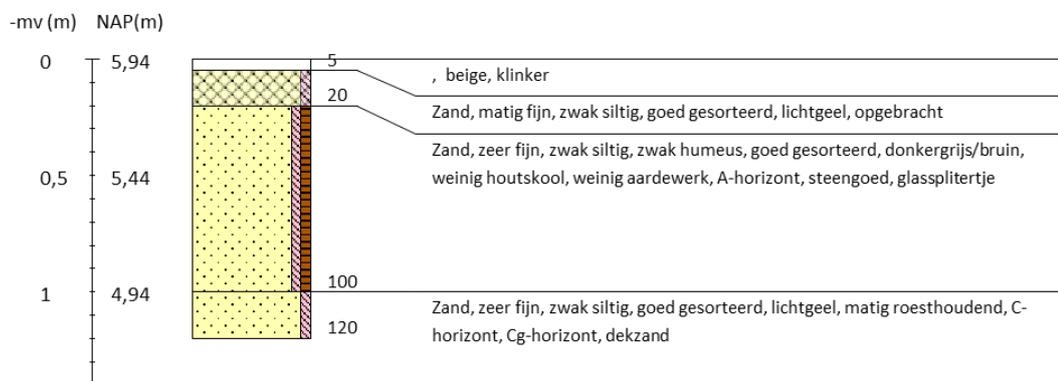 -mv (m) NAP(m)
0 5,94
5
, beige, klinker
20
Zand, matig fijn, zwak siltig, goed gesorteerd, lichtgeel, opgebracht
Zand, zeer fijn, zwak siltig, zwak humeus, goed gesorteerd, donkergrijs/bruin,
0,5 5,44
weinig houtskool, weinig aardewerk, A-horizont, steengoed, glassplitertje
100
1 4,94
Zand, zeer fijn, zwak siltig, goed gesorteerd, lichtgeel, matig roesthoudend, C-
120
horizont, Cg-horizont, dekzand